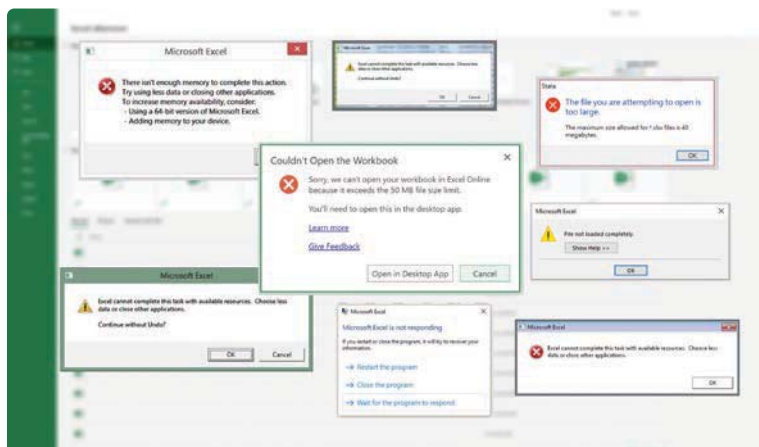 Microsoft Excel
There isn't enough memory to complete this action.
Try using less data or closing other applications.
To increase memory availability, consider:
- Using a 64-bit version of Microsoft Excel.
- Adding memory to your device.
Microsoft Excel
Excel cannot complete this task with available resources. Choose less
data or close other applications.
Continue without Undo?
OK Cancel
Stata
The file you are attempting to open is
too large.
The maximum size allowed for *.xlsx files is 40
megabytes.
OK
Couldn't Open the Workbook
Sorry, we can't open your workbook in Excel Online
because it exceeds the 50 MB file size limit.
You'll need to open this in the desktop app.
Learn more
Give Feedback
Open in Desktop App Cancel
Microsoft Excel
File not loaded completely.
Show Help >>
OK
Microsoft Excel
Excel cannot complete this task with available resources. Choose less
data or close other applications.
Continue without Undo?
OK Cancel
Microsoft Excel
Microsoft Excel is not responding
If you restart or close the program, it will try to recover your
information.
→ Restart the program
→ Close the program
→ Wait for the program to respond
Microsoft Excel
Excel cannot complete this task with available resources. Choose less
data or close other applications.
OK